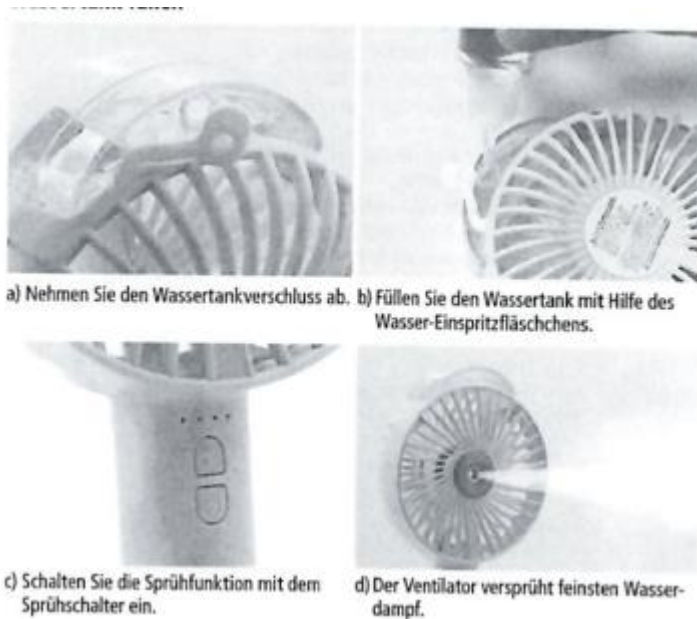 a) Nehmen Sie den Wassertankverschluss ab.
b) Füllen Sie den Wassertank mit Hilfe des
Wasser-Einspritzfläschchens.
c) Schalten Sie die Sprühfunktion mit dem
Sprühschalter ein.
d) Der Ventilator versprüht feinsten Wasser-
dampf.